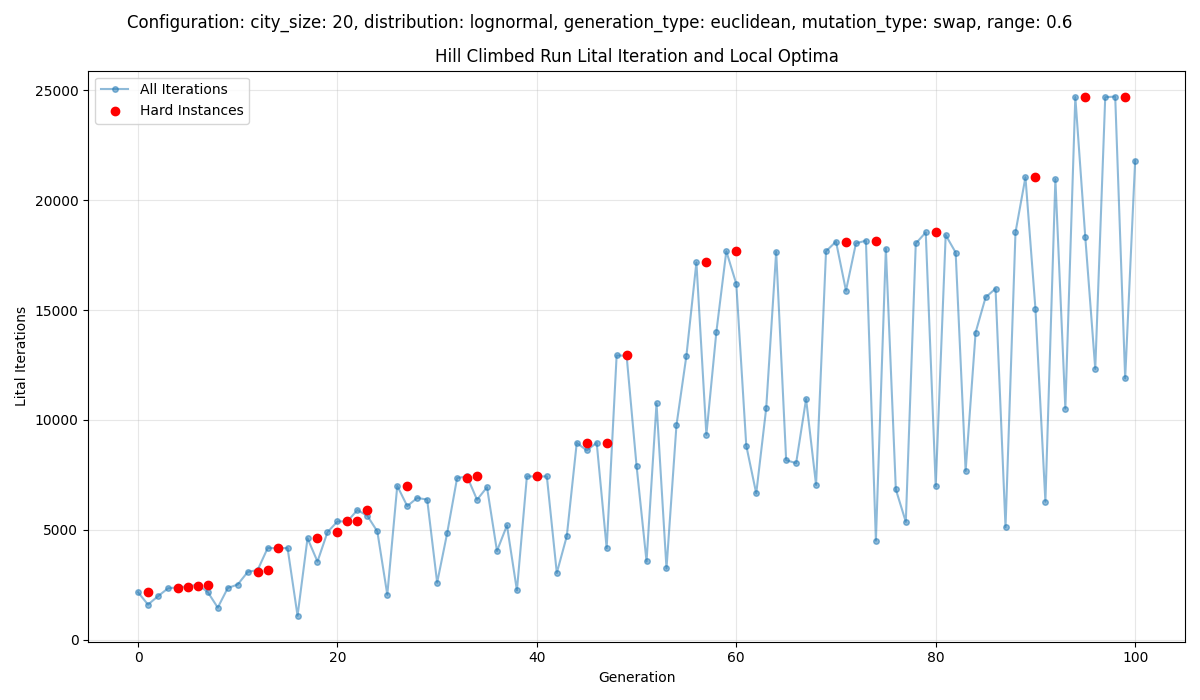 Configuration: city_size: 20, distribution: lognormal, generation_type: euclidean, mutation_type: swap, range: 0.6
Hill Climbed Run Lital Iteration and Local Optima
All Iterations
Hard Instances
25000
20000
15000
10000
5000
0
Lital Iterations
0 20 40 60 80 100
Generation